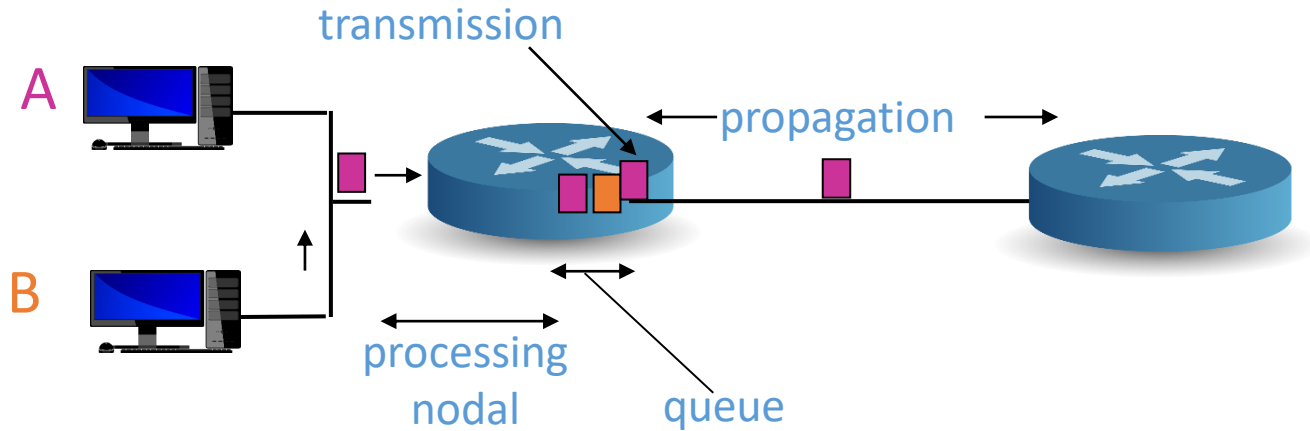 transmission
A
propagation
B
processing
nodal
queue